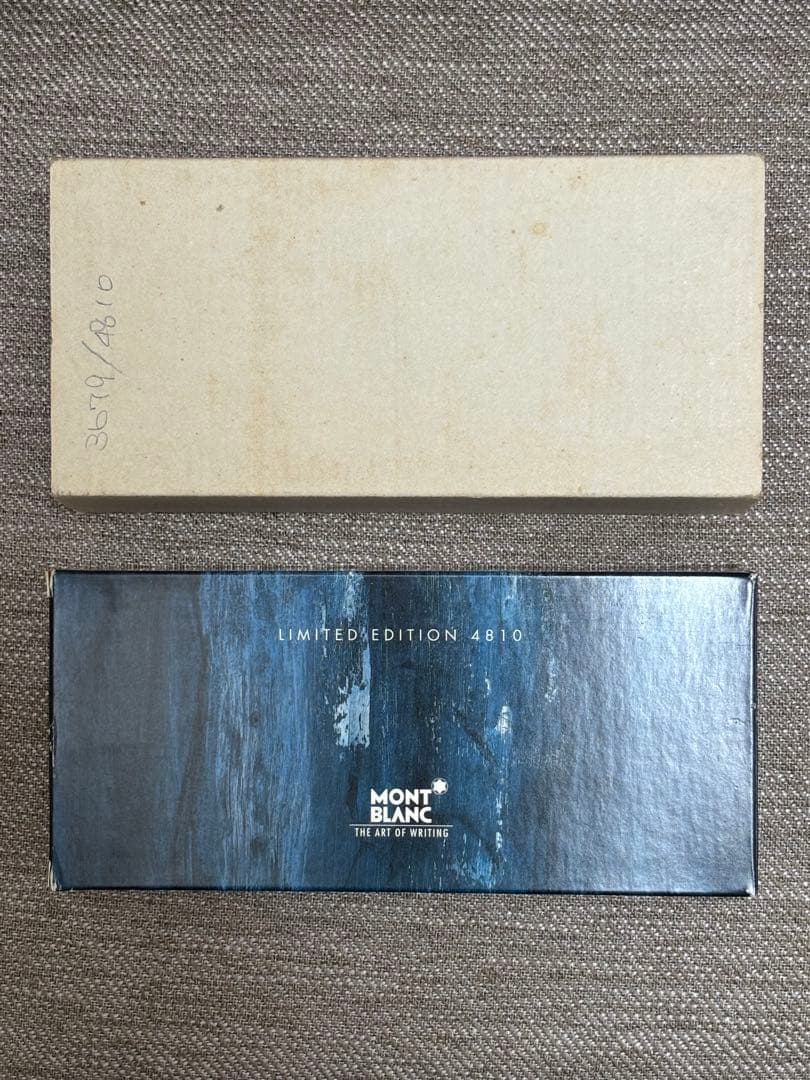 3679/4810
LIMITED EDITION 4810
MONT
BLANC
THE ART OF WRITING